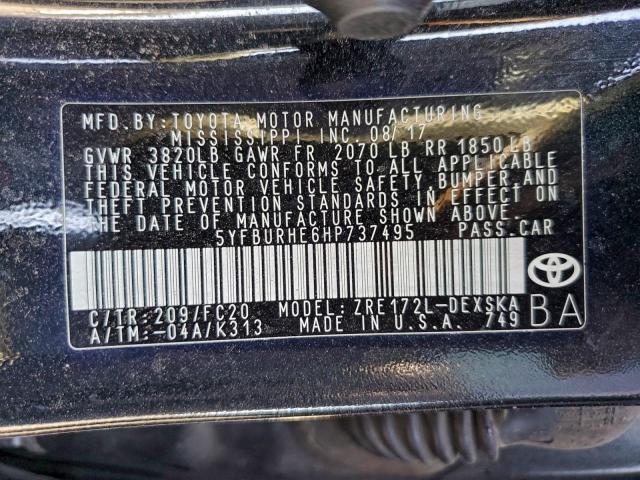 MFD.BY: TOYOTA MOTOR MANUFACTURING
MISSISSIPPI INC 08/17
GVWR 3820LB GAWR FR 2070 LB RR 1850 LB
THIS VEHICLE CONFORMS TO ALL APPLICABLE
FEDERAL MOTOR VEHICLE SAFETY, BUMPER AND
THEFT PREVENTION STANDARDS IN EFFECT ON
THE DATE OF MANUFACTURE SHOWN ABOVE.
5YFBURHE6HP737495 PASS.CAR
C/TR: 209/FC20 MODEL: ZRE172L-DEXSKA
A/TM:-04A/K313 MADE IN U.S.A. 749
BA